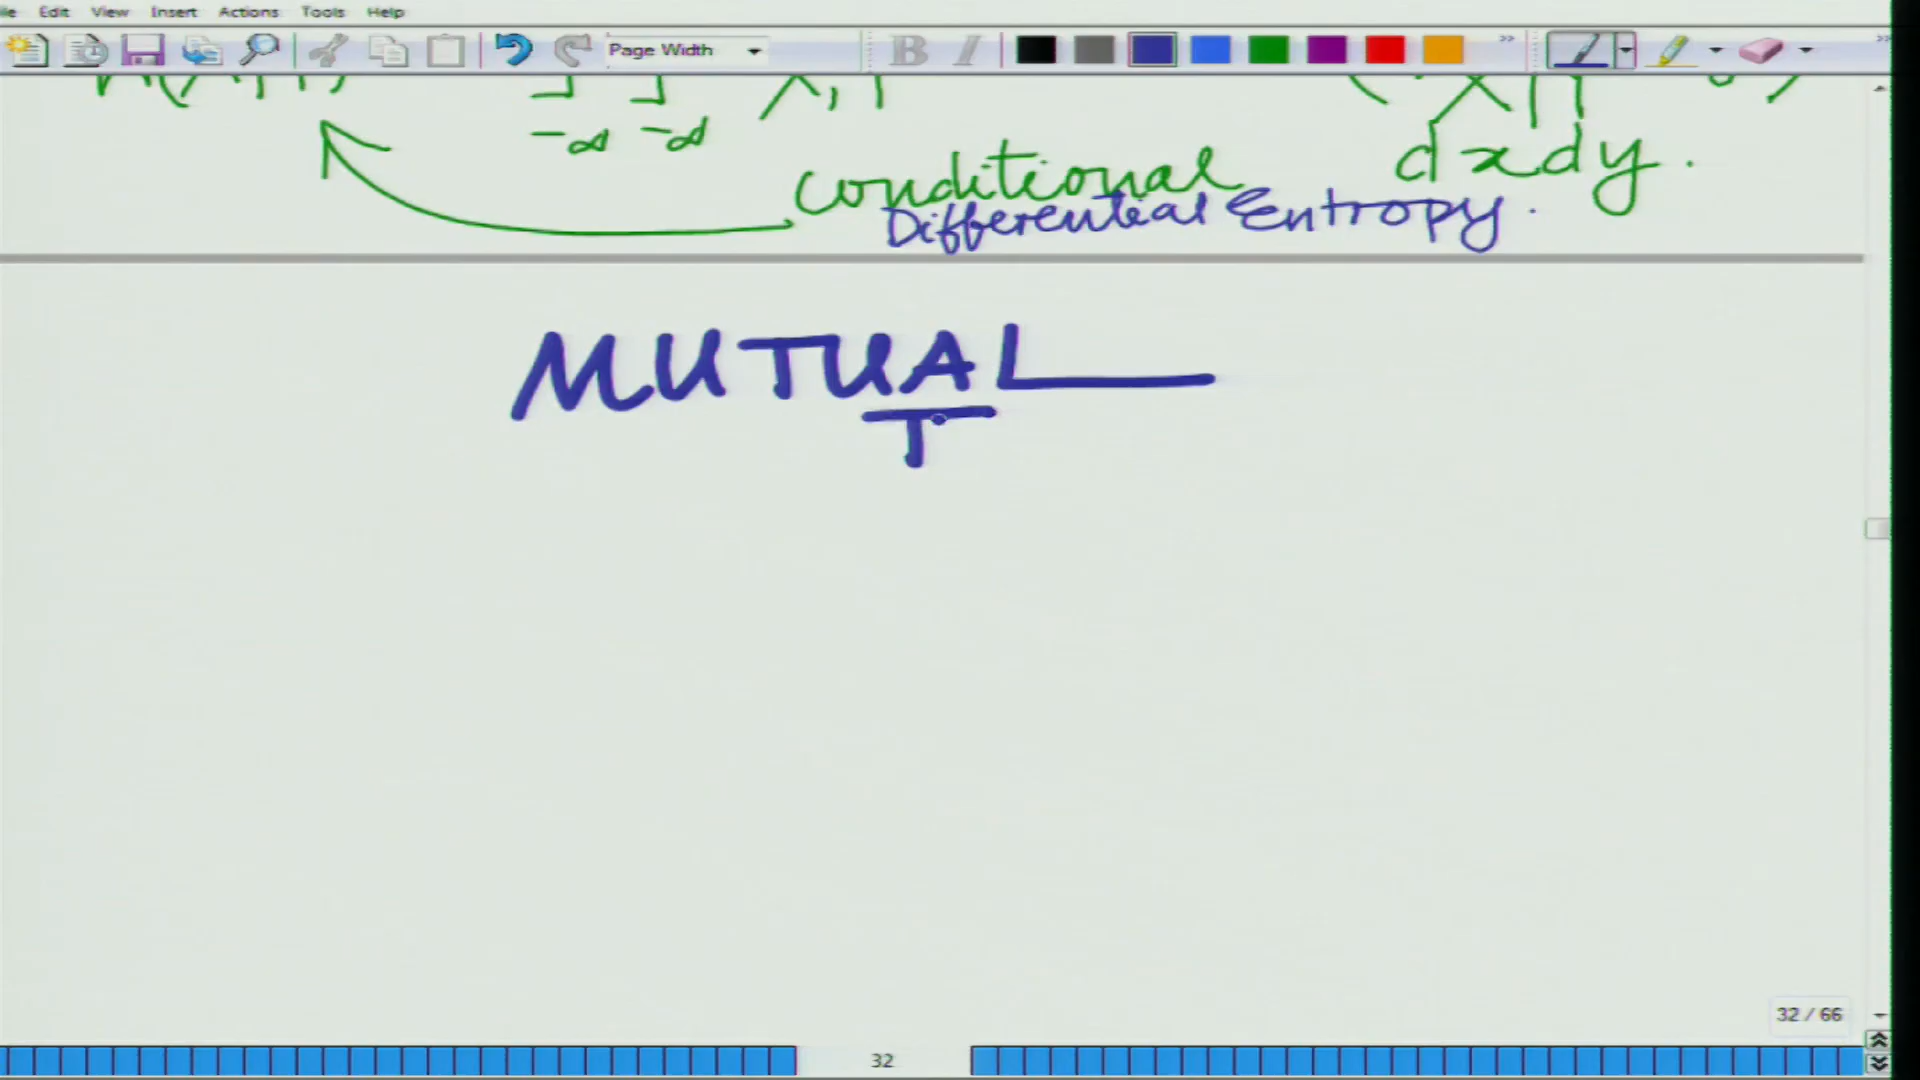 Edit View Insert Actions Tools Help
Page Width
B I
-∞ -∞
conditional
dxdy.
Differential Entropy.
MUTUAL
32 / 66
32